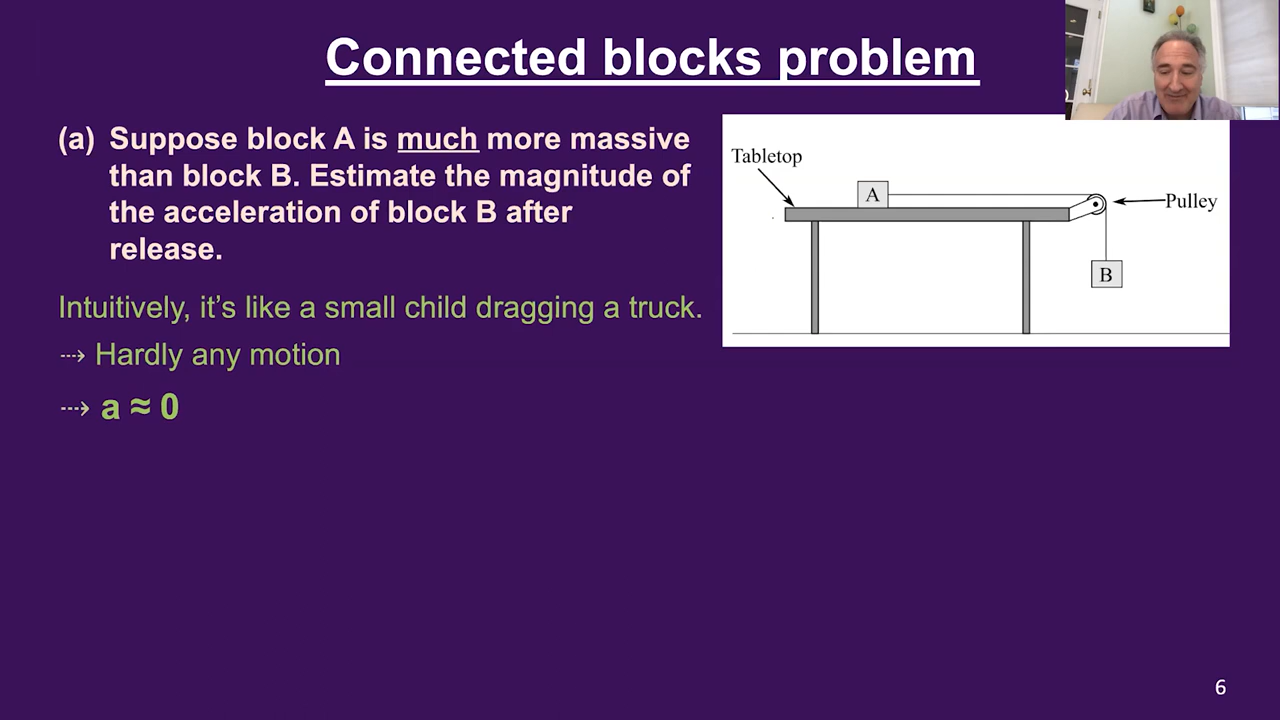 Connected blocks problem
(a) Suppose block A is much more massive
than block B. Estimate the magnitude of
the acceleration of block B after
release.
Intuitively, it’s like a small child dragging a truck.
⇢ Hardly any motion
⇢ a ≈ 0
Tabletop
A
Pulley
B
6